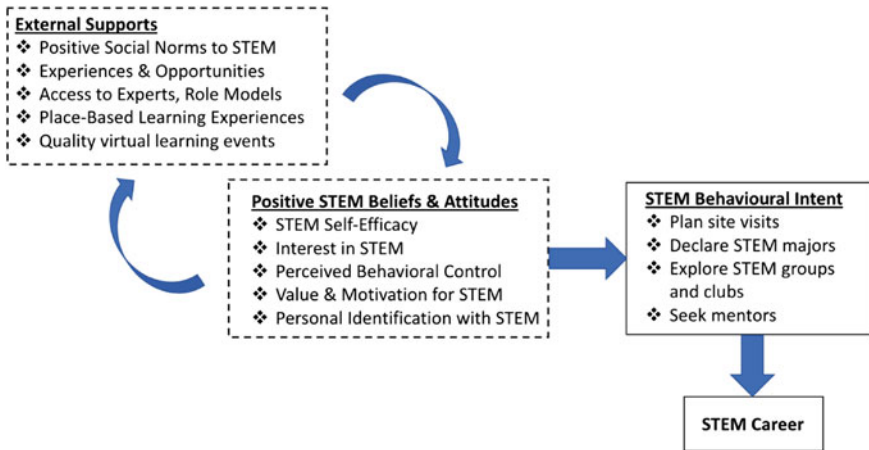 External Supports
❖ Positive Social Norms to STEM
❖ Experiences & Opportunities
❖ Access to Experts, Role Models
❖ Place-Based Learning Experiences
❖ Quality virtual learning events
Positive STEM Beliefs & Attitudes
❖ STEM Self-Efficacy
❖ Interest in STEM
❖ Perceived Behavioral Control
❖ Value & Motivation for STEM
❖ Personal Identification with STEM
STEM Behavioural Intent
❖ Plan site visits
❖ Declare STEM majors
❖ Explore STEM groups
and clubs
❖ Seek mentors
STEM Career